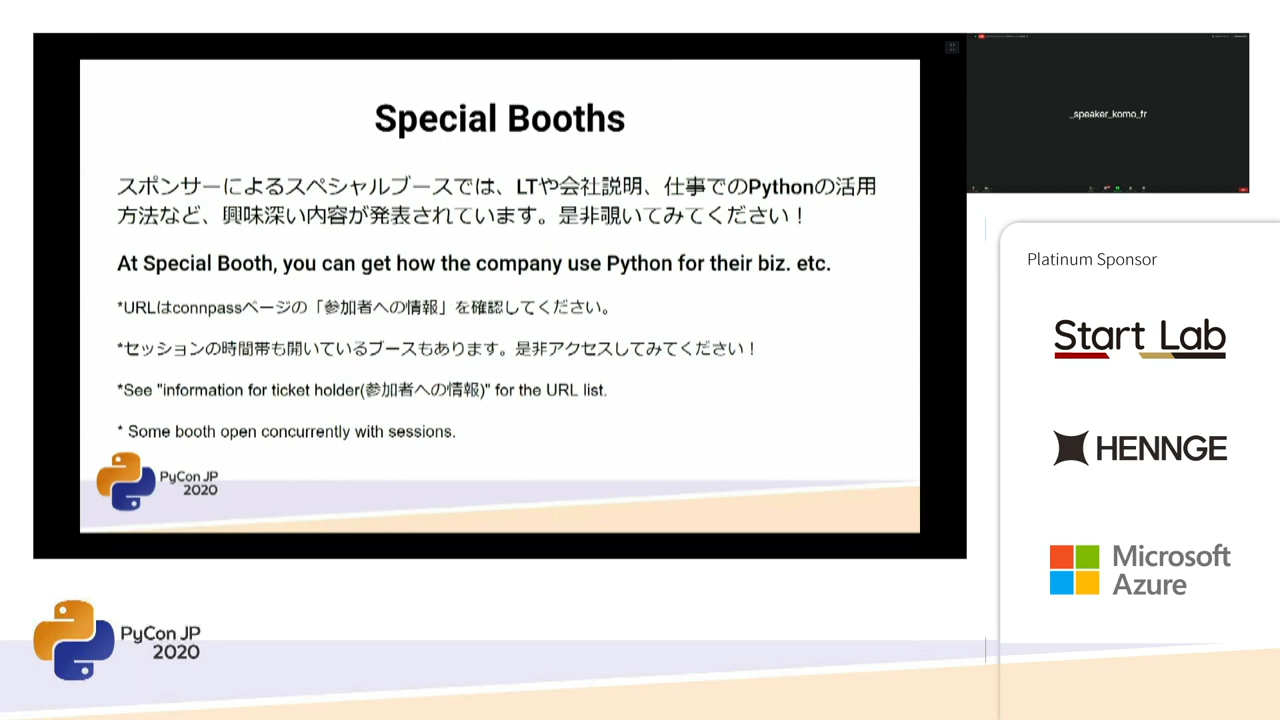 Special Booths
スポンサーによるスペシャルブースでは、LTや会社説明、仕事でのPythonの活用
方法など、興味深い内容が発表されています。是非覗いてみてください！
At Special Booth, you can get how the company use Python for their biz. etc.
*URLはconnpassページの「参加者への情報」を確認してください。
*セッションの時間帯も開いているブースもあります。是非アクセスしてみてください！
*See "information for ticket holder(参加者への情報)" for the URL list.
* Some booth open concurrently with sessions.
PyCon JP
2020
_speaker_komo_fr
Platinum Sponsor
Start Lab
HENNGE
Microsoft
Azure
PyCon JP
2020